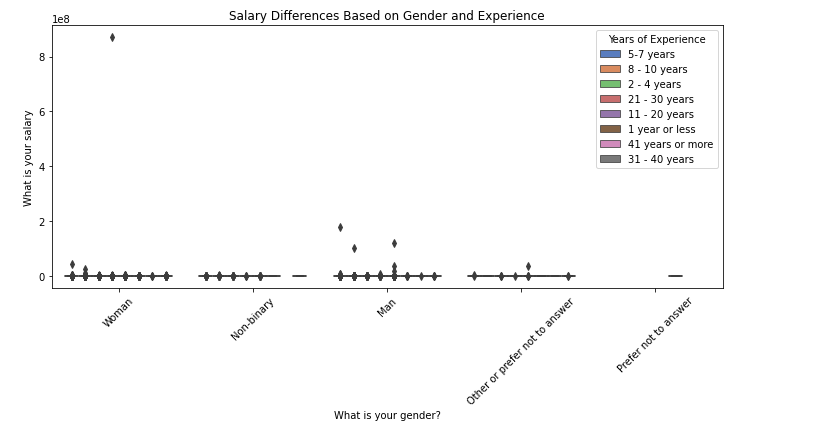 Salary Differences Based on Gender and Experience
1e8
8
6
4
2
0
What is your salary
Years of Experience
5-7 years
8 - 10 years
2 - 4 years
21 - 30 years
11 - 20 years
1 year or less
41 years or more
31 - 40 years
Woman
Non-binary
Man
Other or prefer not to answer
Prefer not to answer
What is your gender?